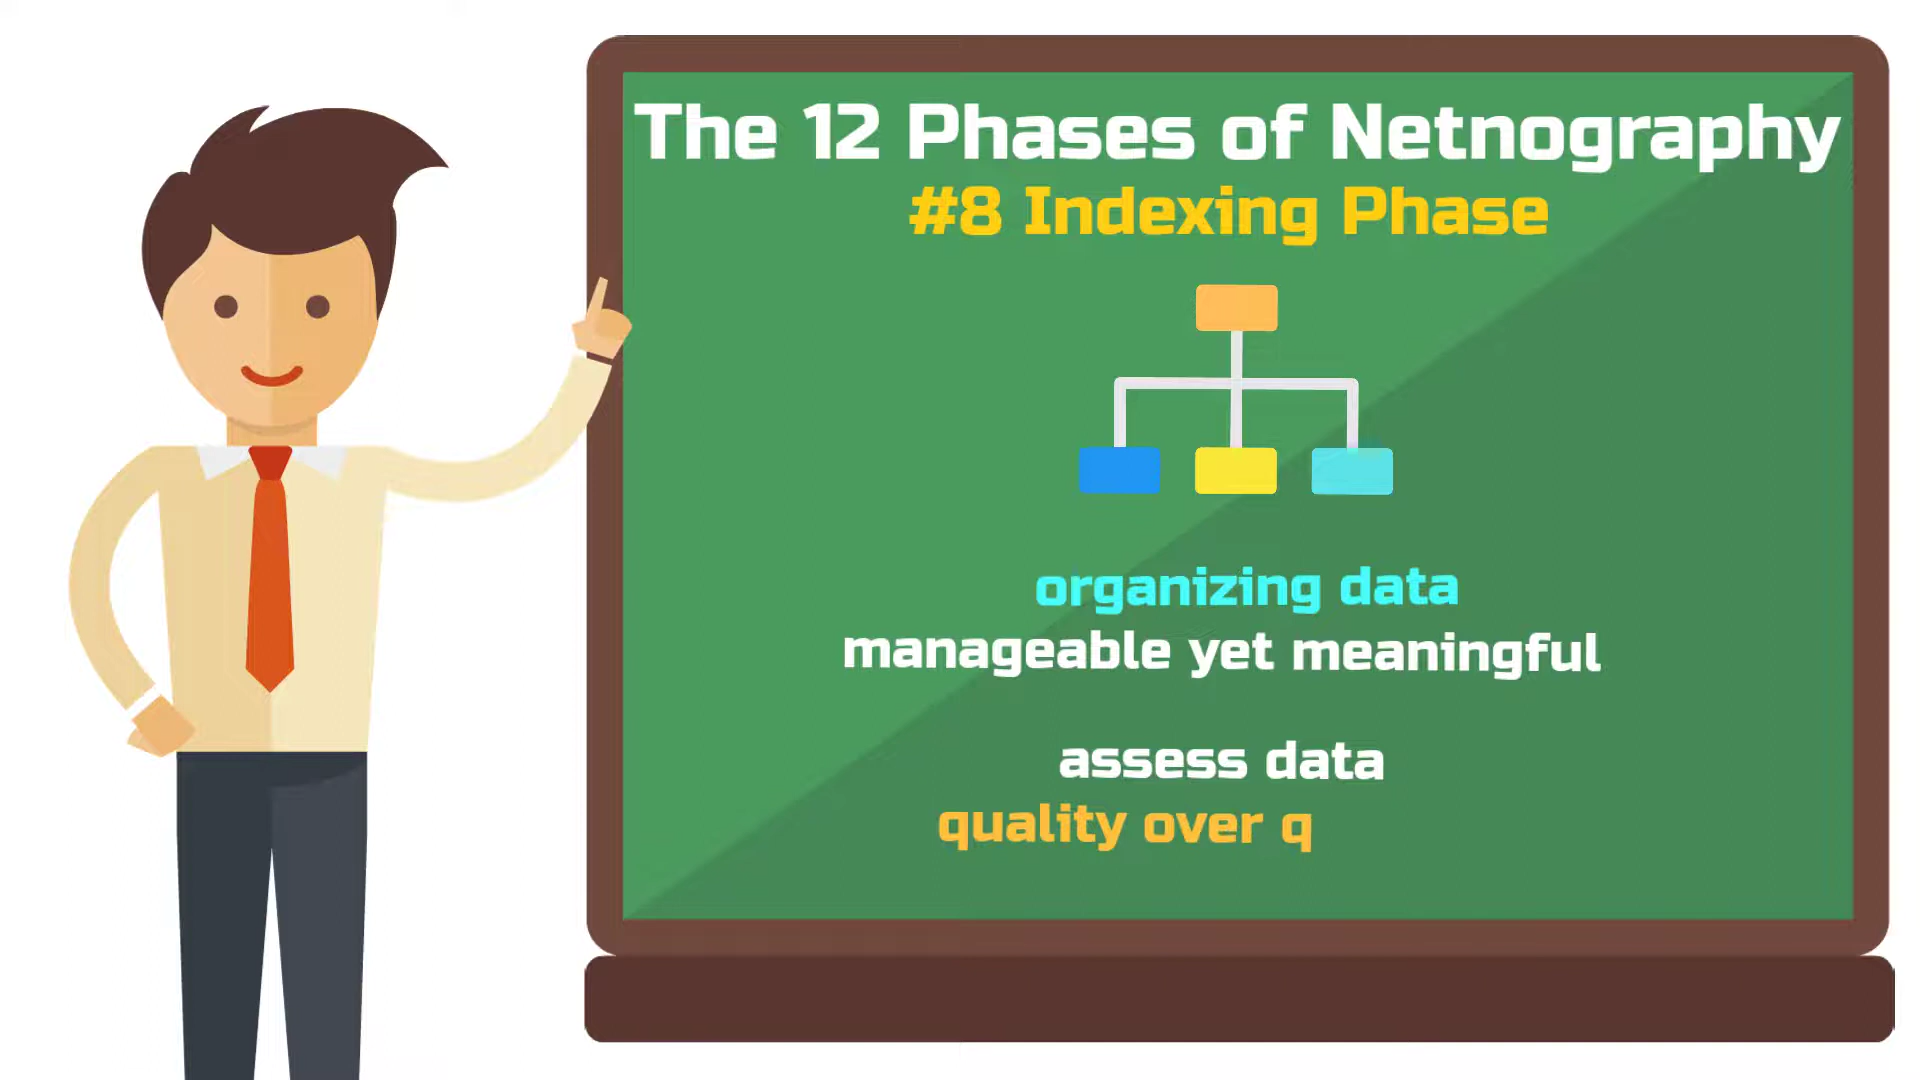 The 12 Phases of Netnography
#8 Indexing Phase
organizing data
manageable yet meaningful
assess data
quality over q